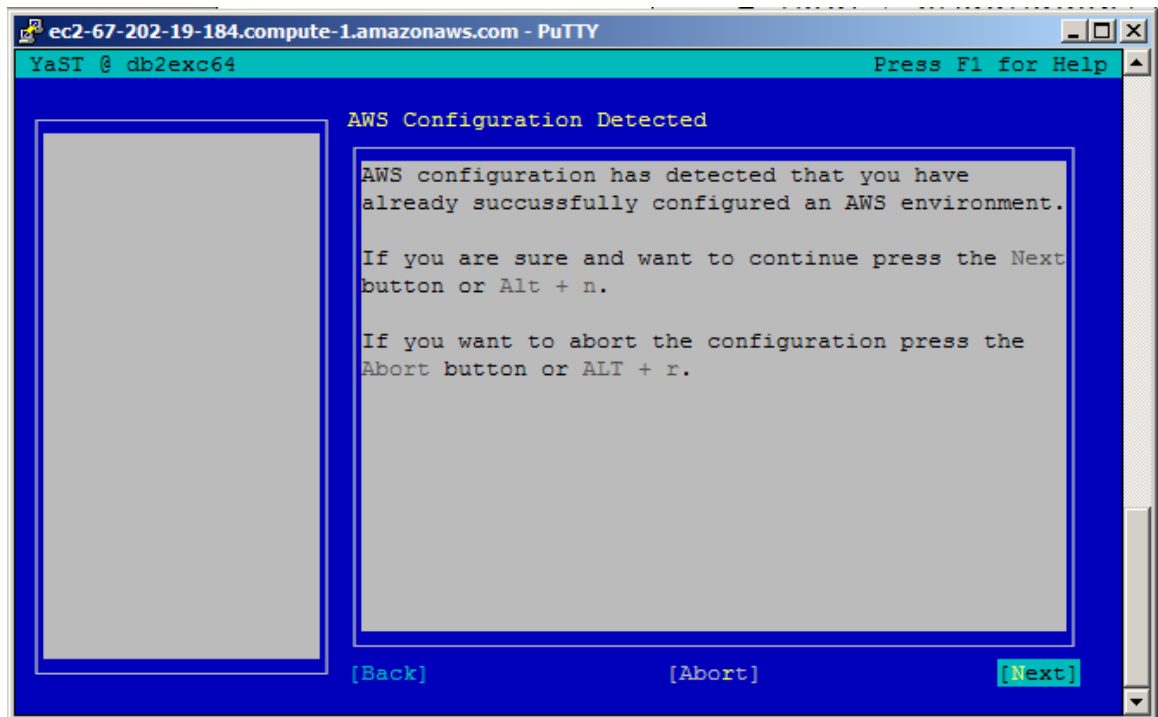 ec2-67-202-19-184.compute-1.amazonaws.com - PuTTY
YaST @ db2exc64 Press F1 for Help
AWS Configuration Detected
AWS configuration has detected that you have
already succussfully configured an AWS environment.
If you are sure and want to continue press the Next
button or Alt + n.
If you want to abort the configuration press the
Abort button or ALT + r.
[Back] [Abort] [Next]